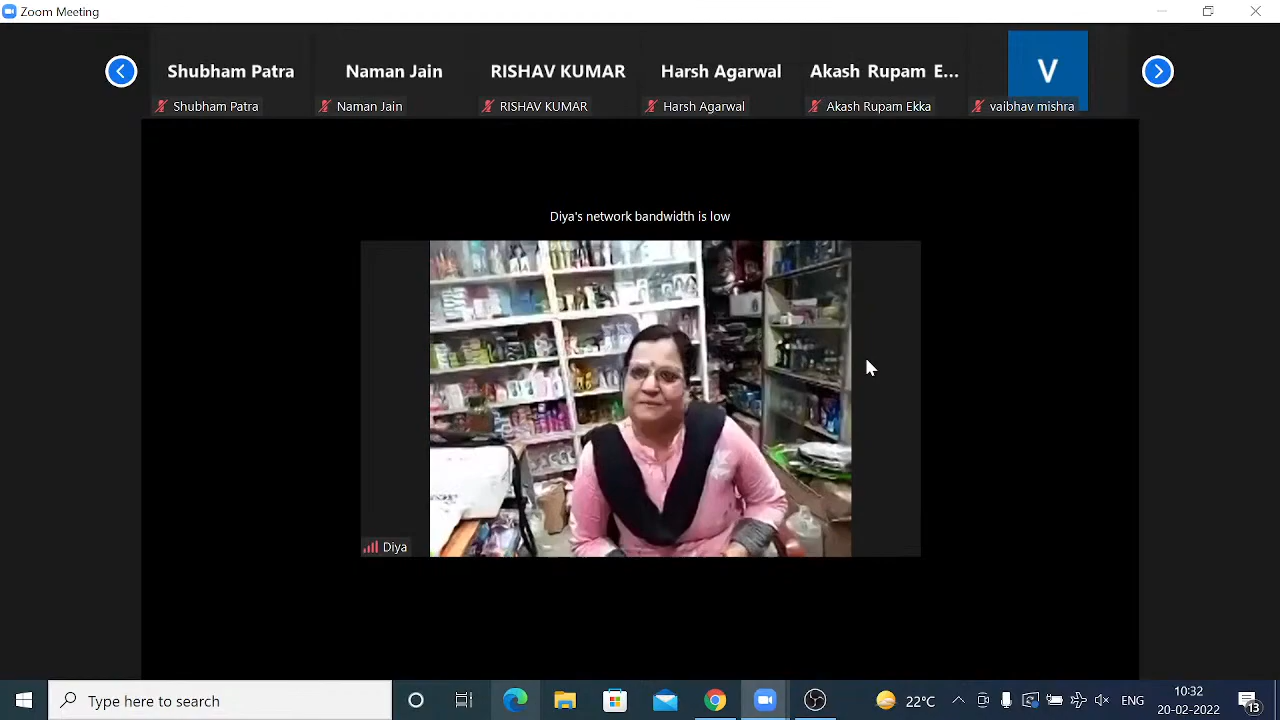 Zoom Meeting
Shubham Patra
Naman Jain
RISHAV KUMAR
Harsh Agarwal
Akash Rupam E...
V
Shubham Patra
Naman Jain
RISHAV KUMAR
Harsh Agarwal
Akash Rupam Ekka
vaibhav mishra
Diya's network bandwidth is low
Diya
Type here to search
22°C
ENG
10:32
20-02-2022
13